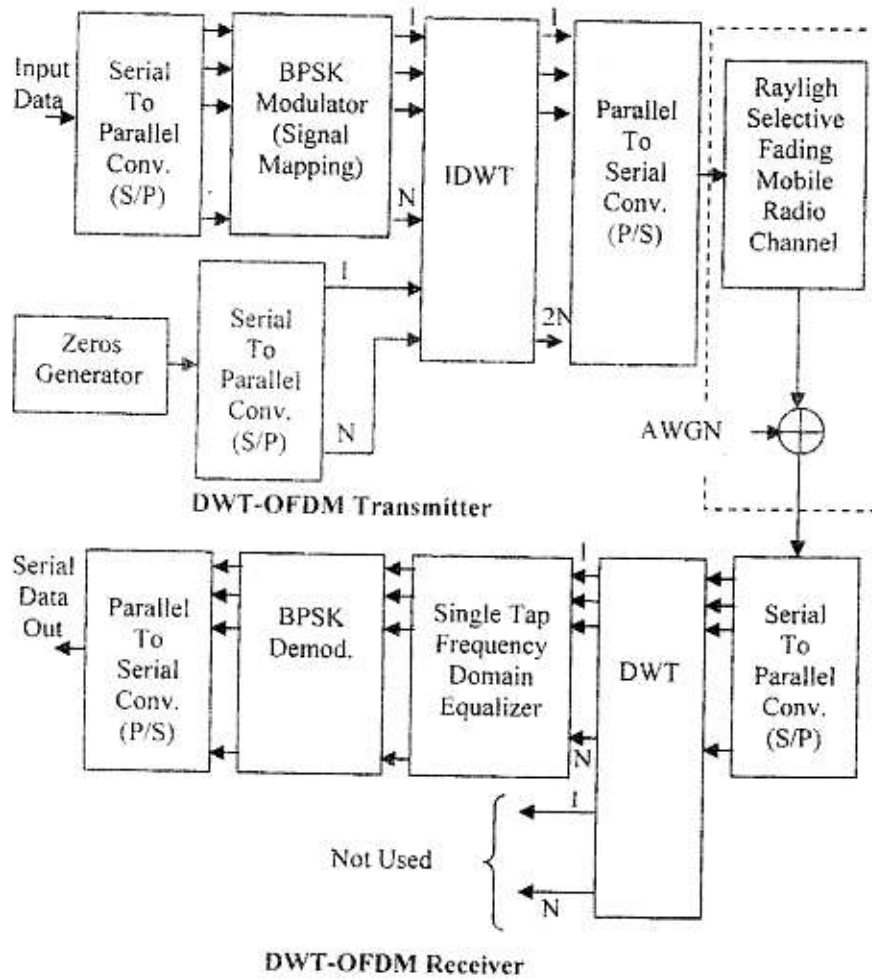 Input
Data
Serial
To
Parallel
Conv.
(S/P)
BPSK
Modulator
(Signal
Mapping)
1
N
IDWT
1
2N
Parallel
To
Serial
Conv.
(P/S)
Rayligh
Selective
Fading
Mobile
Radio
Channel
Zeros
Generator
Serial
To
Parallel
Conv.
(S/P)
1
N
AWGN
DWT-OFDM Transmitter
Serial
Data
Out
Parallel
To
Serial
Conv.
(P/S)
BPSK
Demod.
Single Tap
Frequency
Domain
Equalizer
1
N
DWT
Serial
To
Parallel
Conv.
(S/P)
1
Not Used
N
DWT-OFDM Receiver